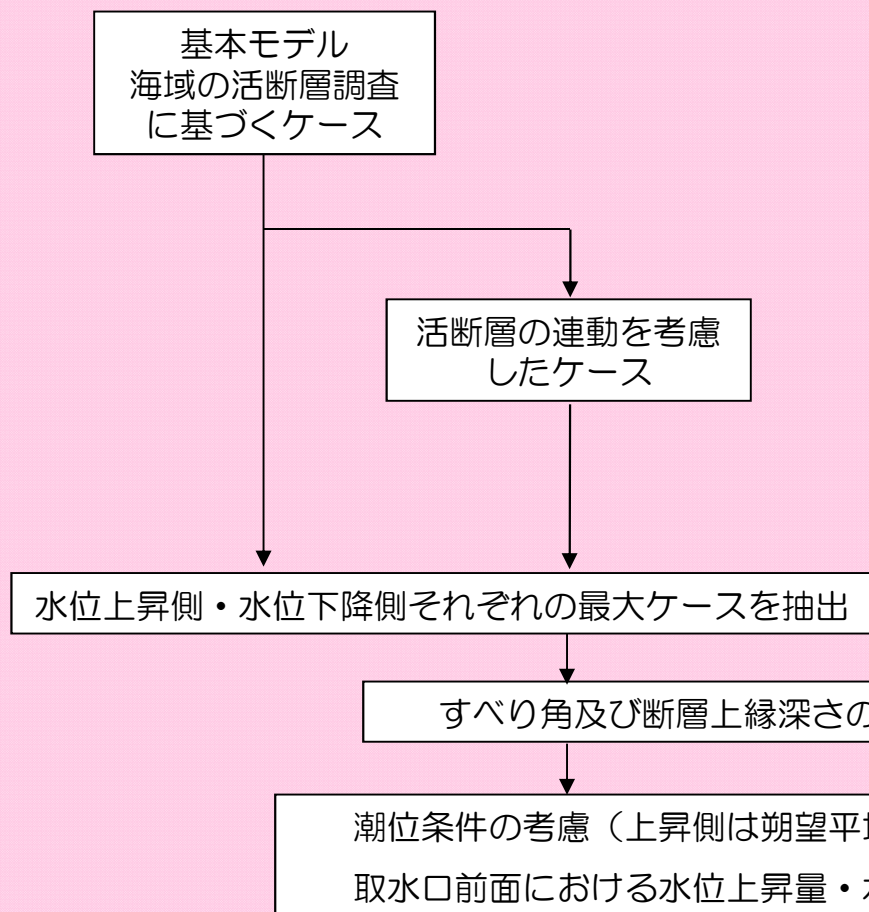 基本モデル
海域の活断層調査
に基づくケース
活断層の連動を考慮
したケース
水位上昇側・水位下降側それぞれの最大ケースを抽出
すべり角及び断層上縁深さの
潮位条件の考慮（上昇側は朔望平
取水口前面における水位上昇量・